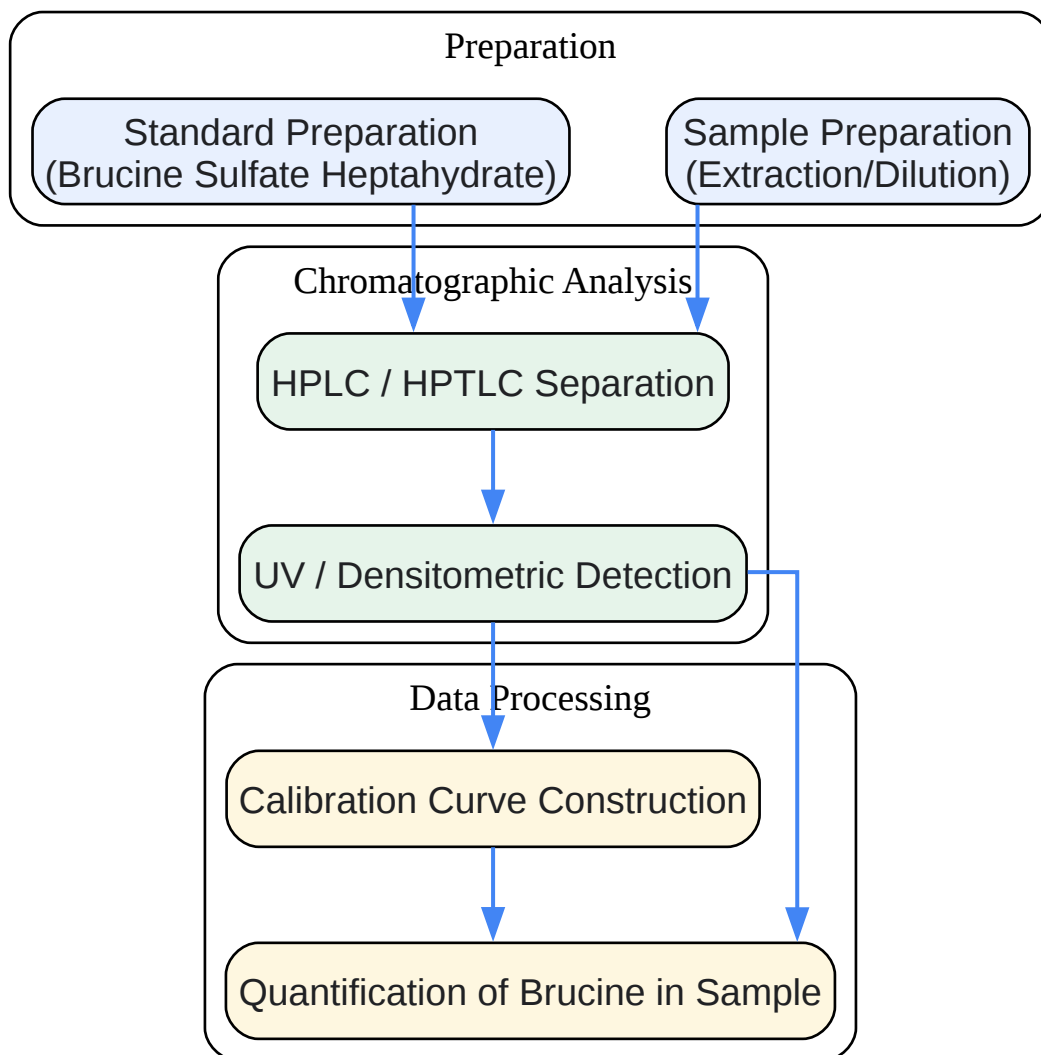 Preparation
Standard Preparation
(Brucine Sulfate Heptahydrate)
Sample Preparation
(Extraction/Dilution)
Chromatographic Analysis
HPLC / HPTLC Separation
UV / Densitometric Detection
Data Processing
Calibration Curve Construction
Quantification of Brucine in Sample